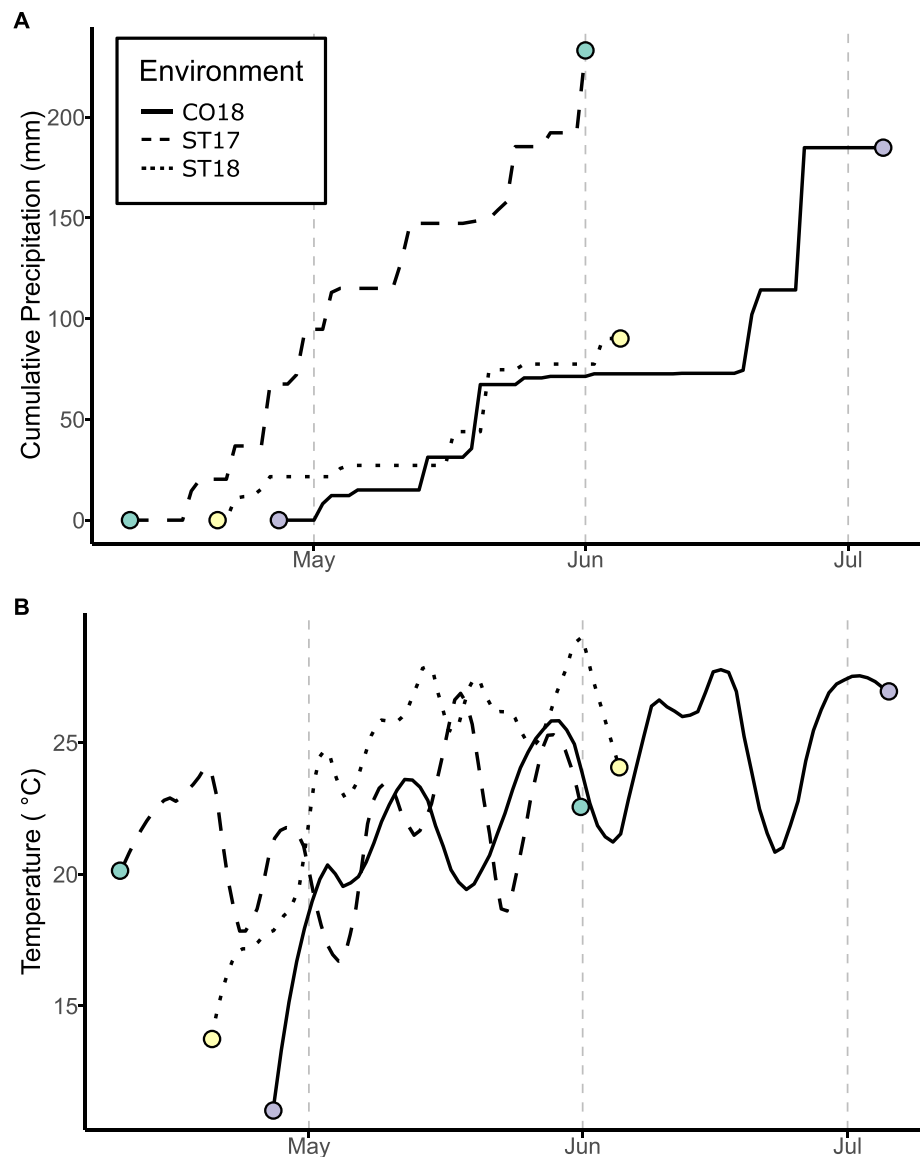 A
Cumulative Precipitation (mm)
200
150
100
50
0
Environment
CO18
ST17
ST18
May
Jun
Jul
B
Temperature ( °C)
25
20
15
May
Jun
Jul